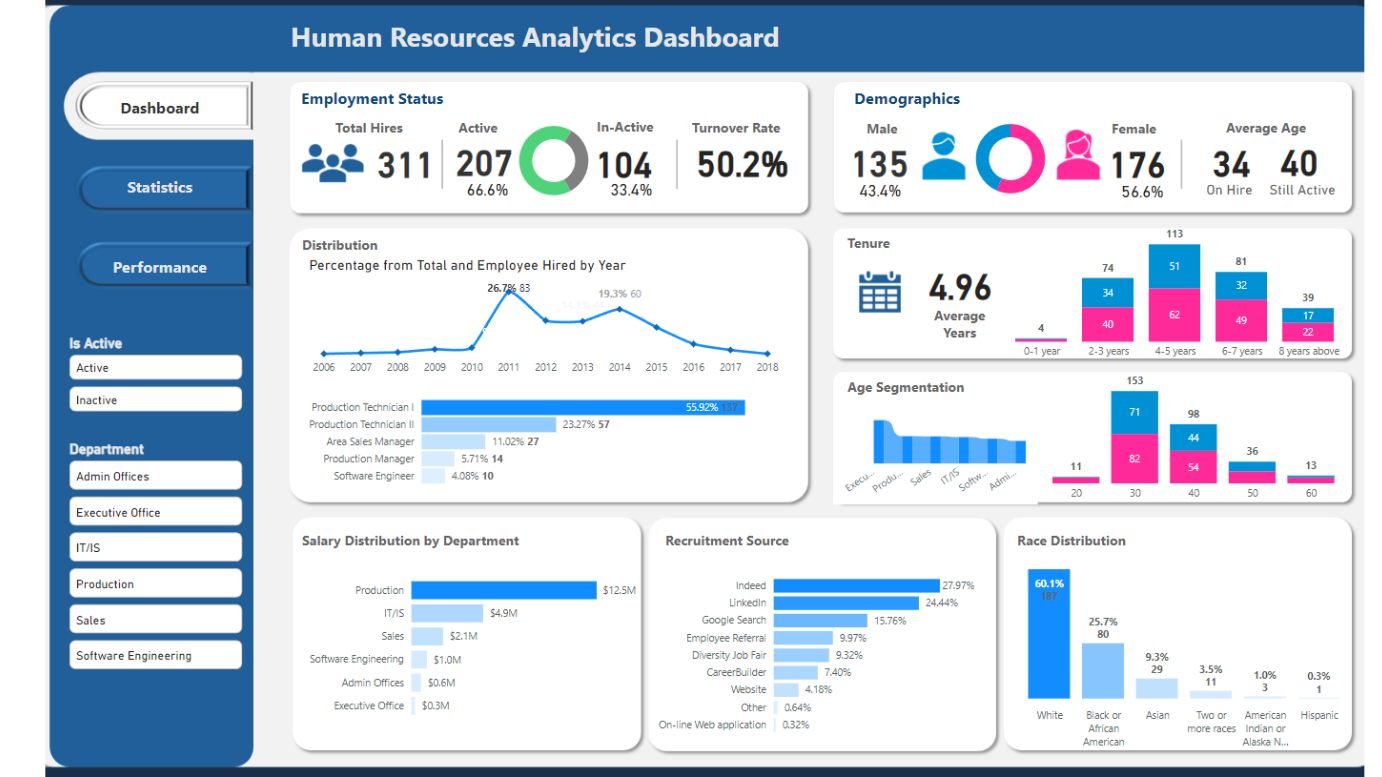 Human Resources Analytics Dashboard
Dashboard
Statistics
Performance
Is Active
Active
Inactive
Department
Admin Offices
Executive Office
IT/IS
Production
Sales
Software Engineering
Employment Status
Total Hires
311
Active
207
66.6%
In-Active
104
33.4%
Turnover Rate
50.2%
Demographics
Male
135
43.4%
Female
176
56.6%
Average Age
34
On Hire
40
Still Active
Distribution
Percentage from Total and Employee Hired by Year
26.7% 83
19.3% 60
2006 2007 2008 2009 2010 2011 2012 2013 2014 2015 2016 2017 2018
Production Technician I 55.92% 137
Production Technician II 23.27% 57
Area Sales Manager 11.02% 27
Production Manager 5.71% 14
Software Engineer 4.08% 10
Tenure
4.96
Average
Years
4
74
34
40
113
51
62
81
32
49
39
17
22
0-1 year 2-3 years 4-5 years 6-7 years 8 years above
Age Segmentation
Execu... Produ... Sales IT/IS Softw... Admi...
11
153
71
82
98
44
54
36
13
20 30 40 50 60
Salary Distribution by Department
Production $12.5M
IT/IS $4.9M
Sales $2.1M
Software Engineering $1.0M
Admin Offices $0.6M
Executive Office $0.3M
Recruitment Source
Indeed 27.97%
LinkedIn 24.44%
Google Search 15.76%
Employee Referral 9.97%
Diversity Job Fair 9.32%
CareerBuilder 7.40%
Website 4.18%
Other 0.64%
On-line Web application 0.32%
Race Distribution
60.1%
187
25.7%
80
9.3%
29
3.5%
11
1.0%
3
0.3%
1
White
Black or
African
American
Asian
Two or
more races
American
Indian or
Alaska N...
Hispanic